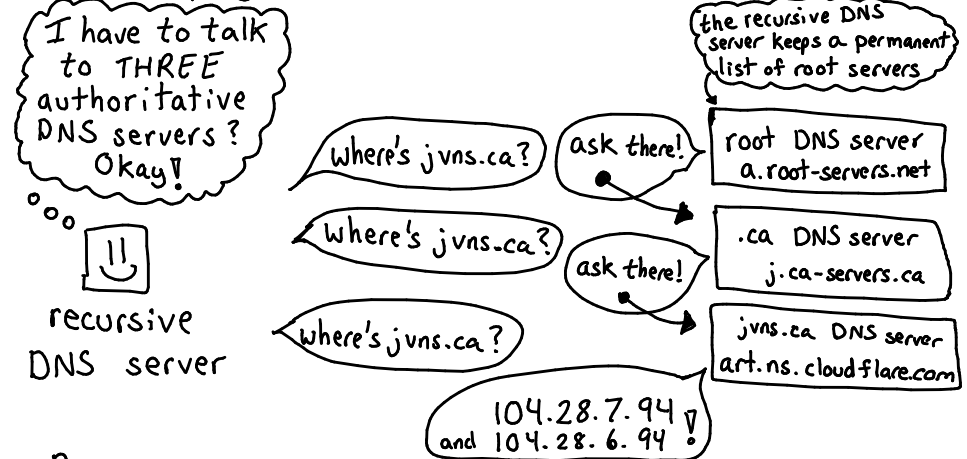 I have to talk
to THREE
authoritative
DNS servers?
Okay!
recursive
DNS server
where's jvns.ca?
ask there!
the recursive DNS
server keeps a permanent
list of root servers
root DNS server
a.root-servers.net
where's jvns.ca?
ask there!
.ca DNS server
j.ca-servers.ca
where's jvns.ca?
jvns.ca DNS server
art.ns.cloudflare.com
104.28.7.94
and 104.28.6.94!